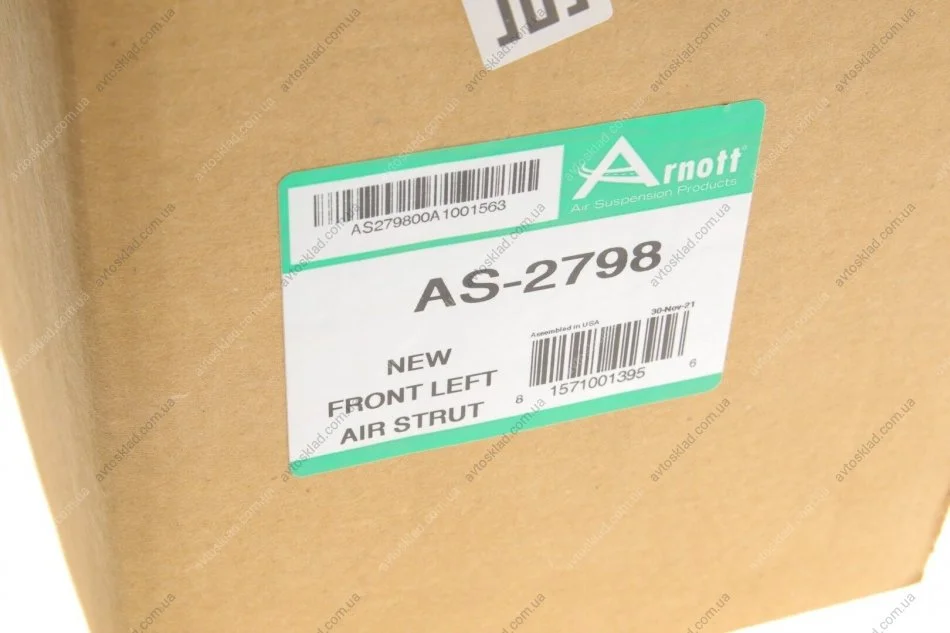 Arnott®
Air Suspension Products
AS279800A1001563
AS-2798
30-Nov-21
Assembled in USA
NEW
FRONT LEFT
AIR STRUT
8 1571001395 6
avtosklad.com.ua